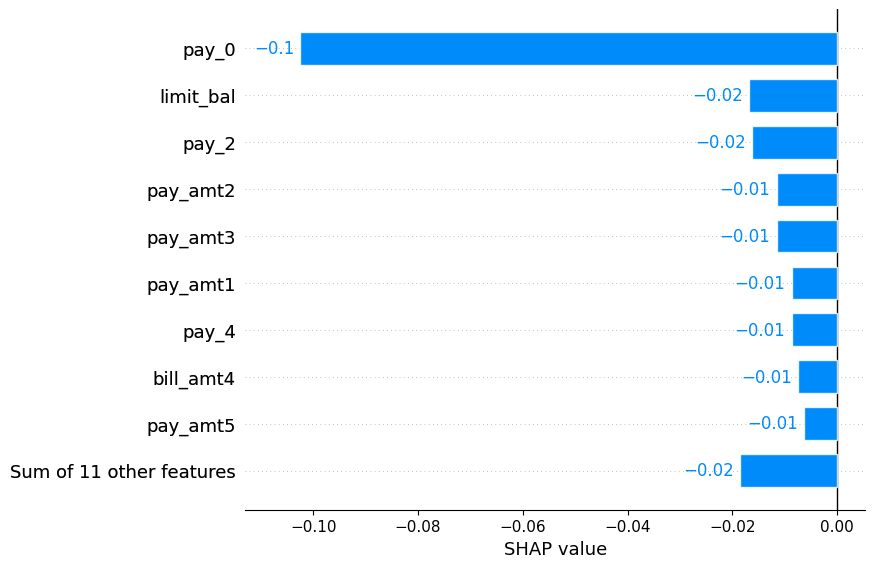 pay_0 −0.1
limit_bal −0.02
pay_2 −0.02
pay_amt2 −0.01
pay_amt3 −0.01
pay_amt1 −0.01
pay_4 −0.01
bill_amt4 −0.01
pay_amt5 −0.01
Sum of 11 other features −0.02
−0.10 −0.08 −0.06 −0.04 −0.02 0.00
SHAP value